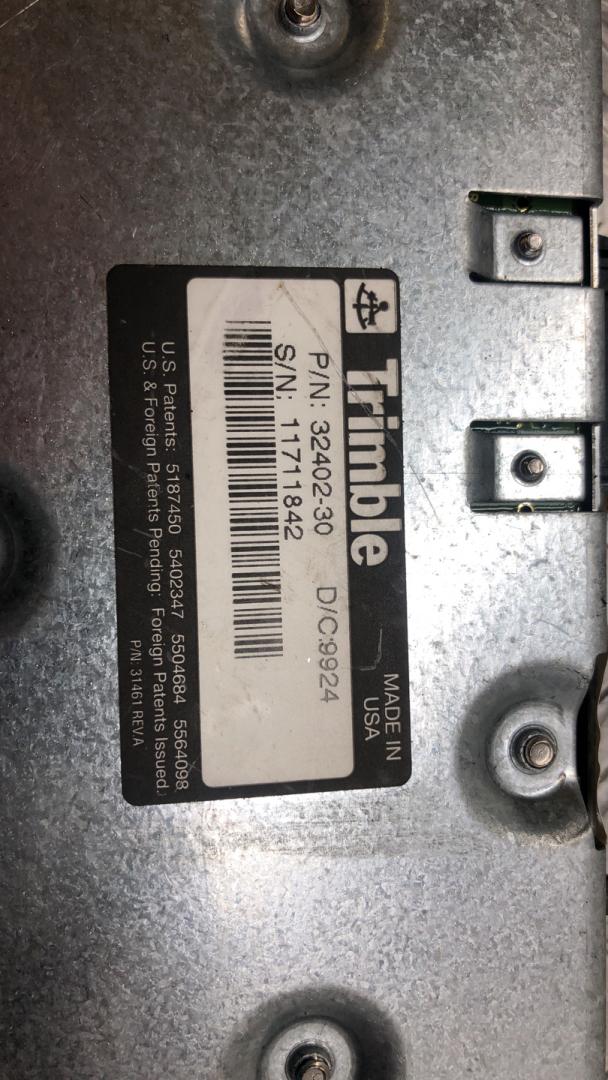 Trimble
MADE IN
USA
P/N: 32402-30 D/C:9924
S/N: 11711842
U.S. Patents: 5187450 5402347 5504684 5564098
U.S. & Foreign Patents Pending: Foreign Patents Issued.
P/N: 31461 REV A